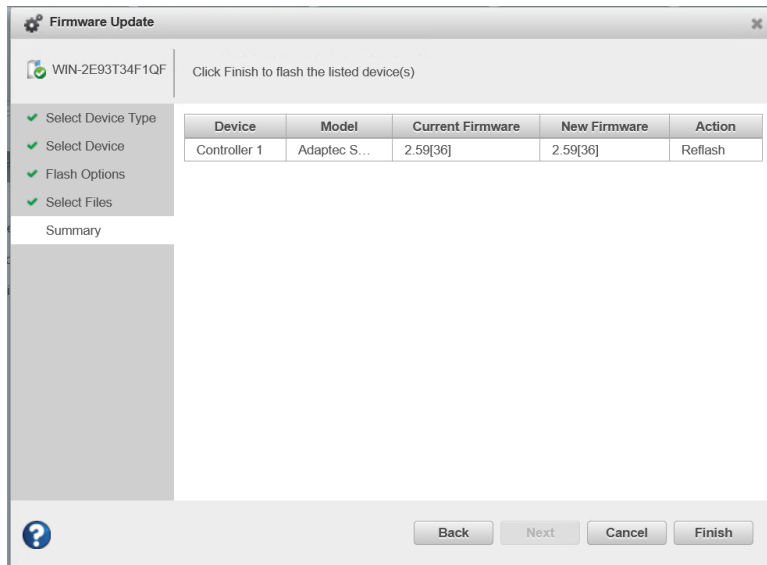 Firmware Update
WIN-2E93T34F1QF
Click Finish to flash the listed device(s)
Select Device Type
Select Device
Flash Options
Select Files
Summary
Device Model Current Firmware New Firmware Action
Controller 1 Adaptec S... 2.59[36] 2.59[36] Reflash
Back Next Cancel Finish